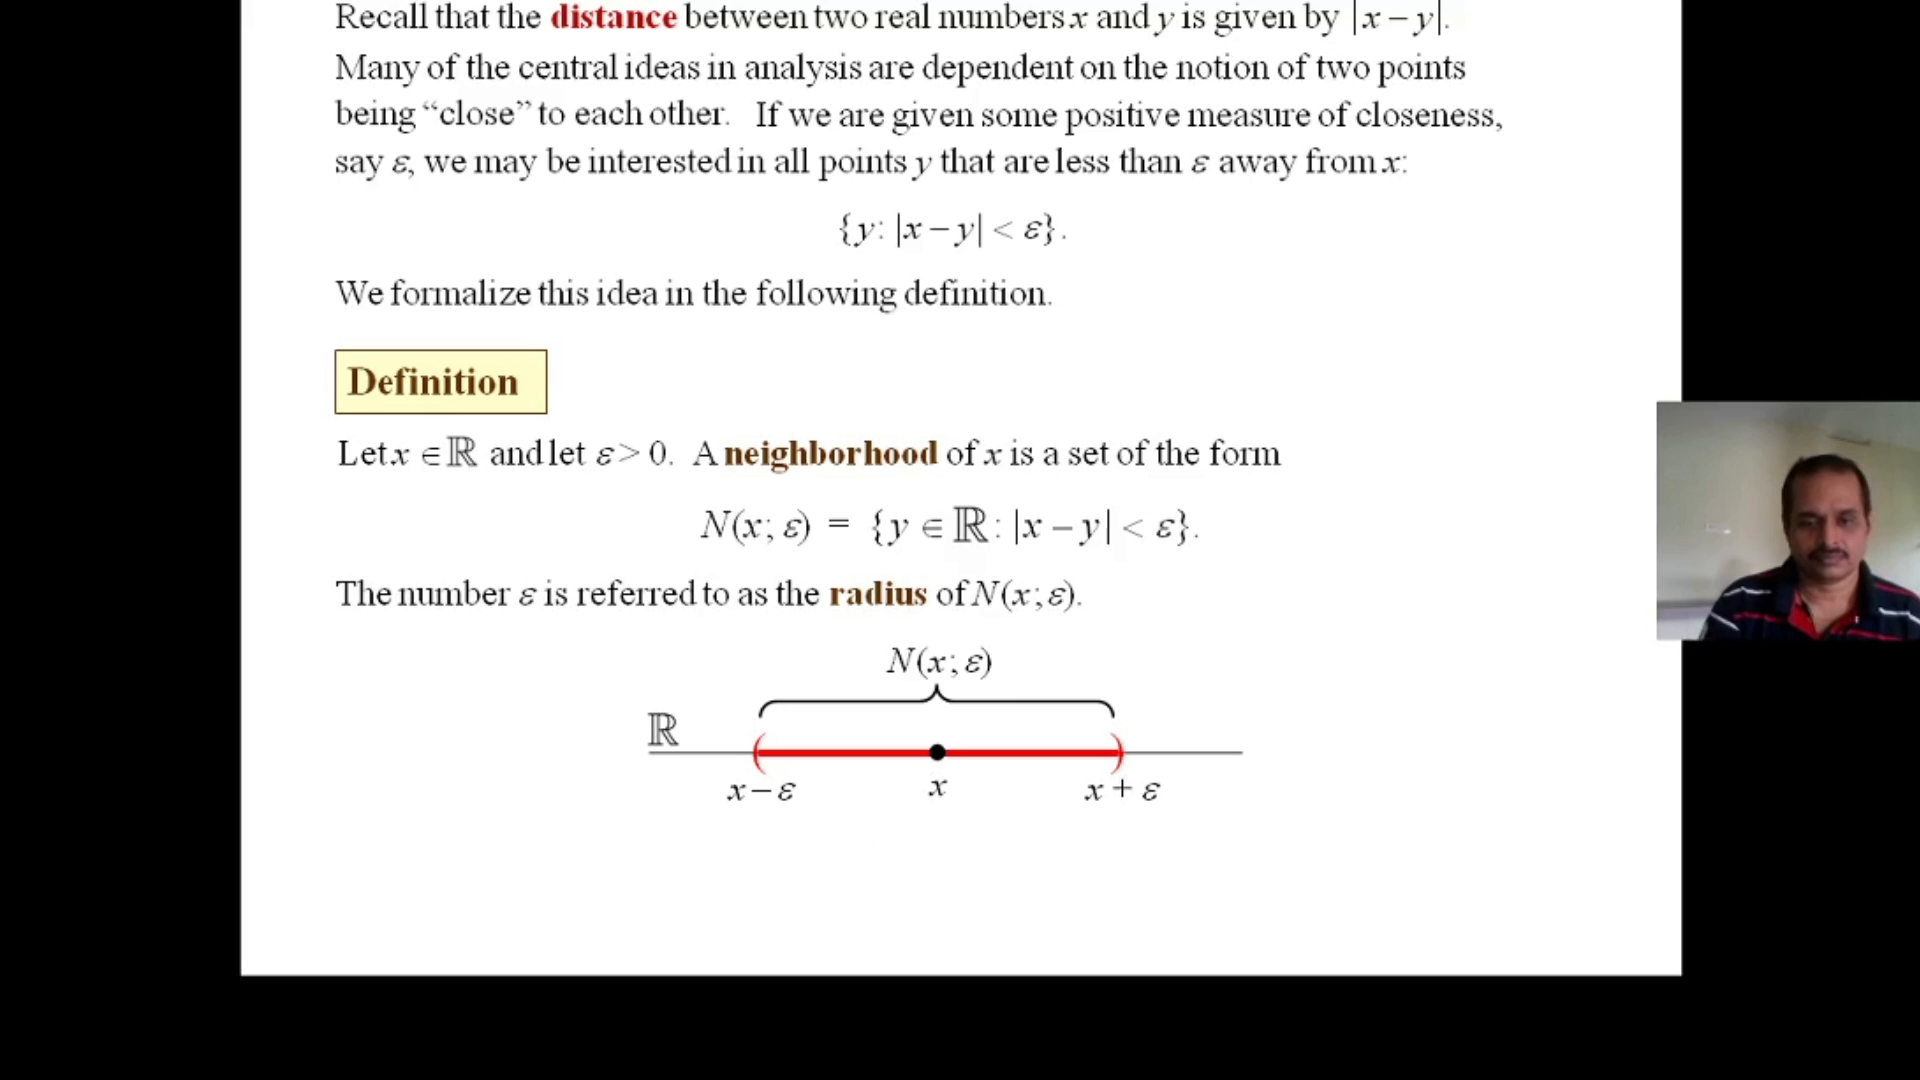 Recall that the distance between two real numbers x and y is given by |x – y|.
Many of the central ideas in analysis are dependent on the notion of two points
being “close” to each other. If we are given some positive measure of closeness,
say ε, we may be interested in all points y that are less than ε away from x:
{y: |x – y| < ε}.
We formalize this idea in the following definition.
Definition
Let x ∈ ℝ and let ε > 0. A neighborhood of x is a set of the form
N(x; ε) = {y ∈ ℝ: |x – y| < ε}.
The number ε is referred to as the radius of N(x; ε).
N(x; ε)
ℝ
x – ε x x + ε